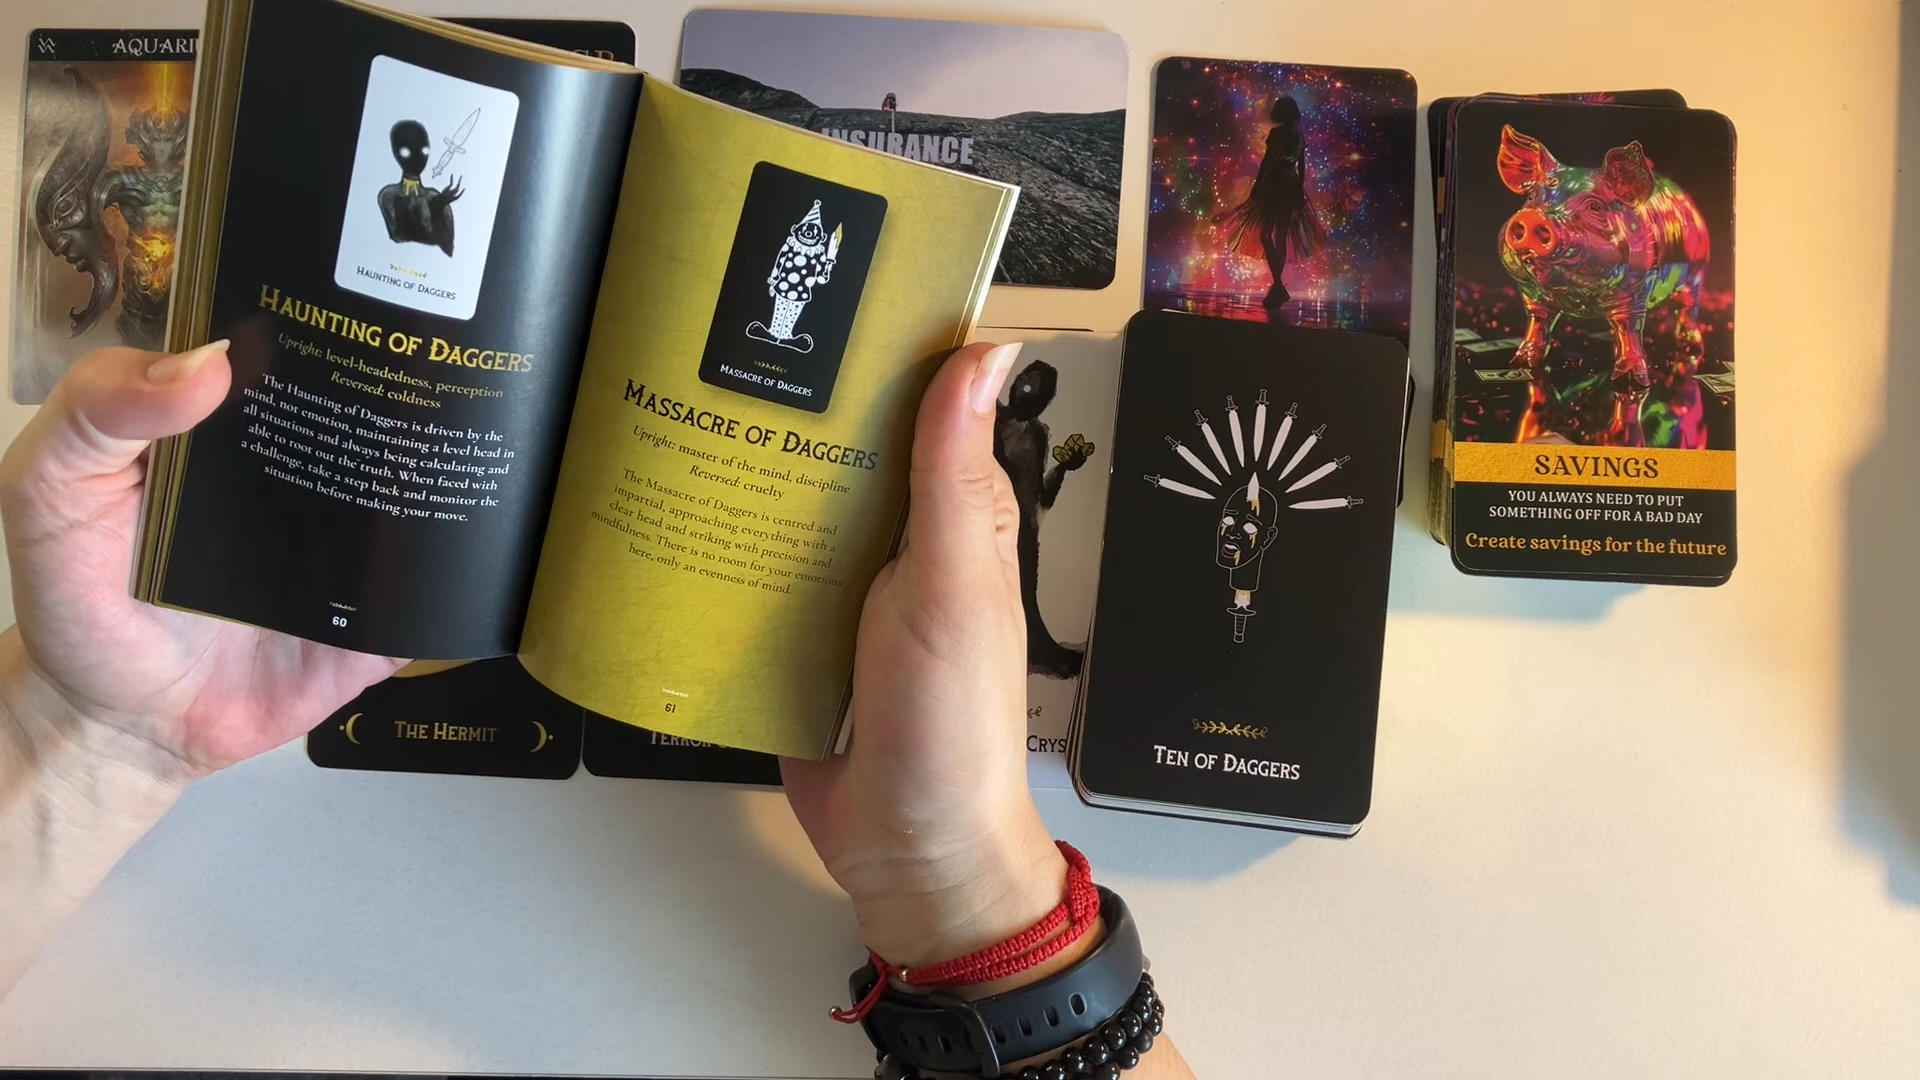 AQUARI
INSURANCE
HAUNTING OF DAGGERS
HAUNTING OF DAGGERS
Upright: level-headedness, perception
Reversed: coldness
The Haunting of Daggers is driven by the
mind, not emotion, maintaining a level head in
all situations and always being calculating and
able to root out the truth. When faced with
a challenge, take a step back and monitor the
situation before making your move.
60
MASSACRE OF DAGGERS
MASSACRE OF DAGGERS
Upright: master of the mind, discipline
Reversed: cruelty
The Massacre of Daggers is centred and
impartial, approaching everything with a
clear head and striking with precision and
mindfulness. There is no room for your emotions
here, only an evenness of mind.
61
THE HERMIT
TERROR
CRYS
TEN OF DAGGERS
SAVINGS
YOU ALWAYS NEED TO PUT
SOMETHING OFF FOR A BAD DAY
Create savings for the future